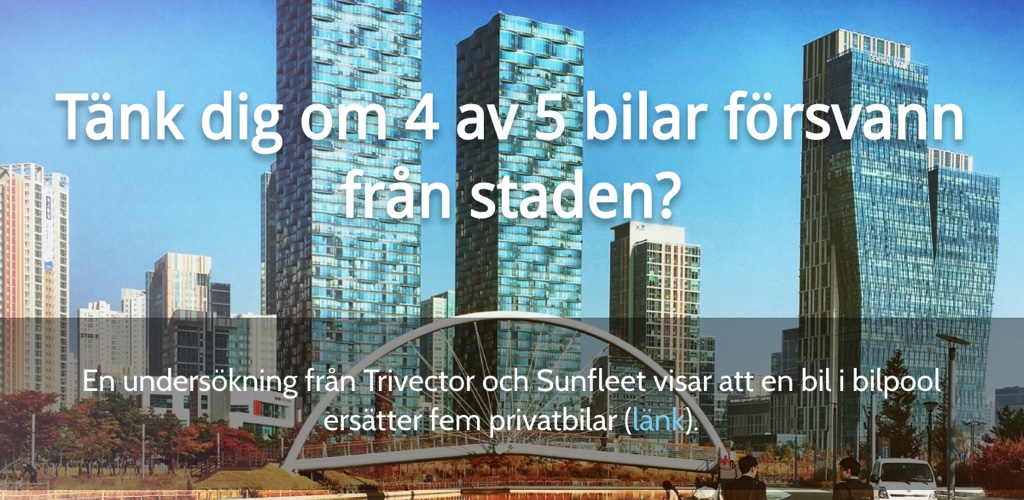 Tänk dig om 4 av 5 bilar försvann
från staden?
En undersökning från Trivector och Sunfleet visar att en bil i bilpool
ersätter fem privatbilar (länk).